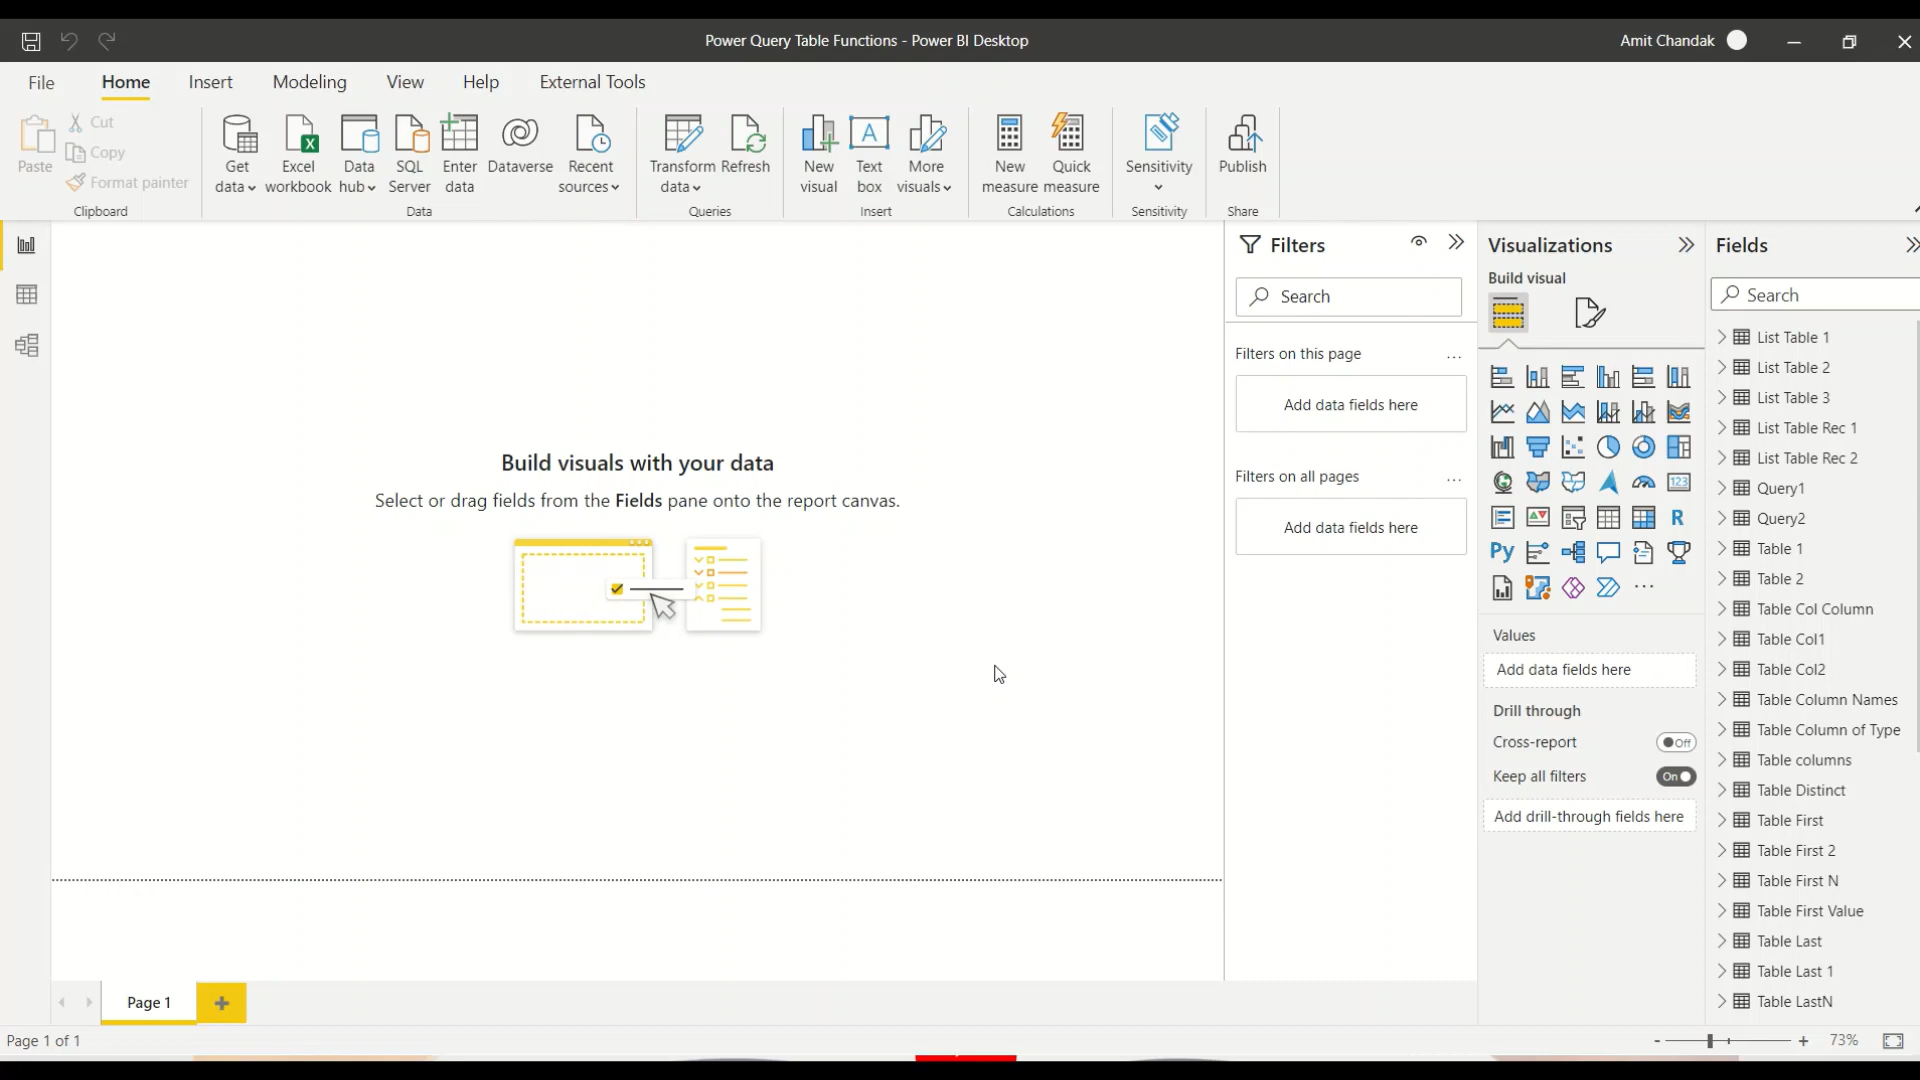 Power Query Table Functions - Power BI Desktop
Amit Chandak
File Home Insert Modeling View Help External Tools
Paste
Cut
Copy
Format painter
Clipboard
Get data
Excel workbook
Data hub
SQL Server
Enter data
Dataverse
Recent sources
Data
Transform data
Refresh
Queries
New visual
Text box
More visuals
Insert
New measure
Quick measure
Calculations
Sensitivity
Sensitivity
Publish
Share
Build visuals with your data
Select or drag fields from the Fields pane onto the report canvas.
Filters
Search
Filters on this page
Add data fields here
Filters on all pages
Add data fields here
Visualizations
Build visual
123
R
Py
Values
Add data fields here
Drill through
Cross-report
Off
Keep all filters
On
Add drill-through fields here
Fields
Search
List Table 1
List Table 2
List Table 3
List Table Rec 1
List Table Rec 2
Query1
Query2
Table 1
Table 2
Table Col Column
Table Col1
Table Col2
Table Column Names
Table Column of Type
Table columns
Table Distinct
Table First
Table First 2
Table First N
Table First Value
Table Last
Table Last 1
Table LastN
Page 1
Page 1 of 1
73%